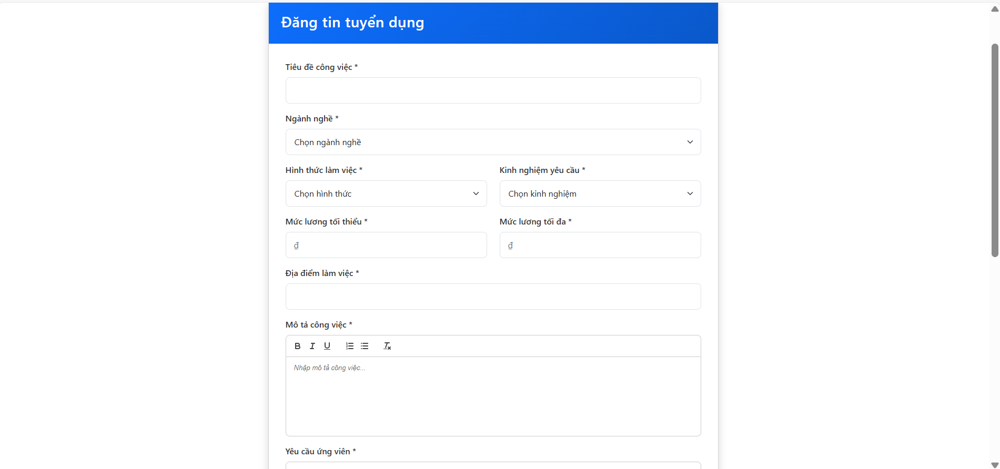 Đăng tin tuyển dụng
Tiêu đề công việc *
Ngành nghề *
Chọn ngành nghề
Hình thức làm việc * Kinh nghiệm yêu cầu *
Chọn hình thức Chọn kinh nghiệm
Mức lương tối thiểu * Mức lương tối đa *
₫ ₫
Địa điểm làm việc *
Mô tả công việc *
B I U
Nhập mô tả công việc...
Yêu cầu ứng viên *